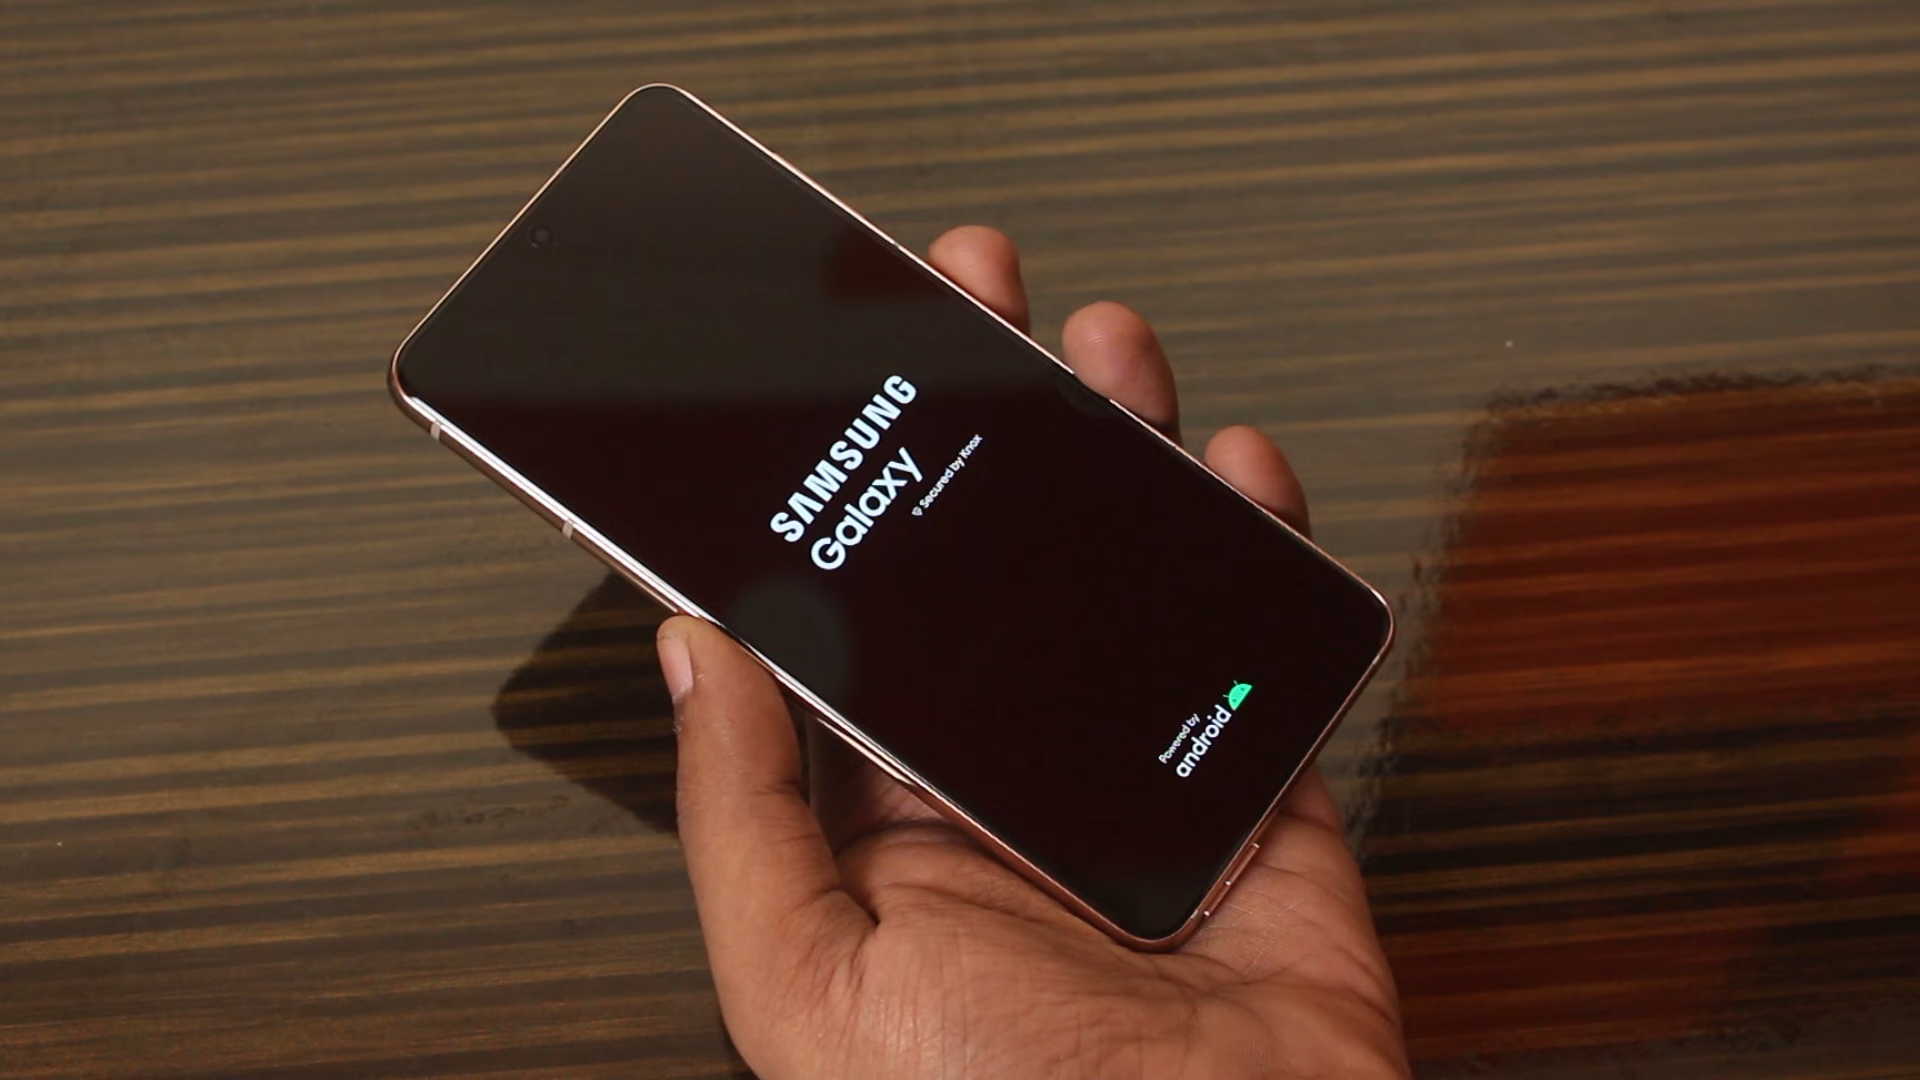 SAMSUNG
Galaxy
Secured by Knox
Powered by
android